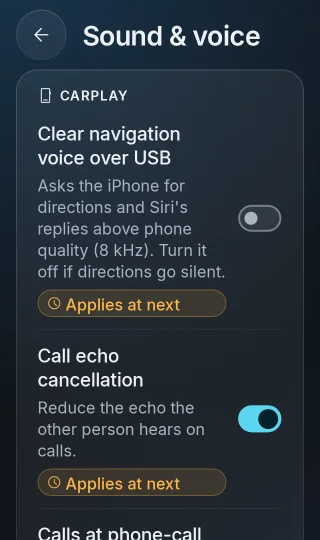 Sound & voice
CARPLAY
Clear navigation
voice over USB
Asks the iPhone for
directions and Siri's
replies above phone
quality (8 kHz). Turn it
off if directions go silent.
Applies at next
Call echo
cancellation
Reduce the echo the
other person hears on
calls.
Applies at next
Calls at phone-call